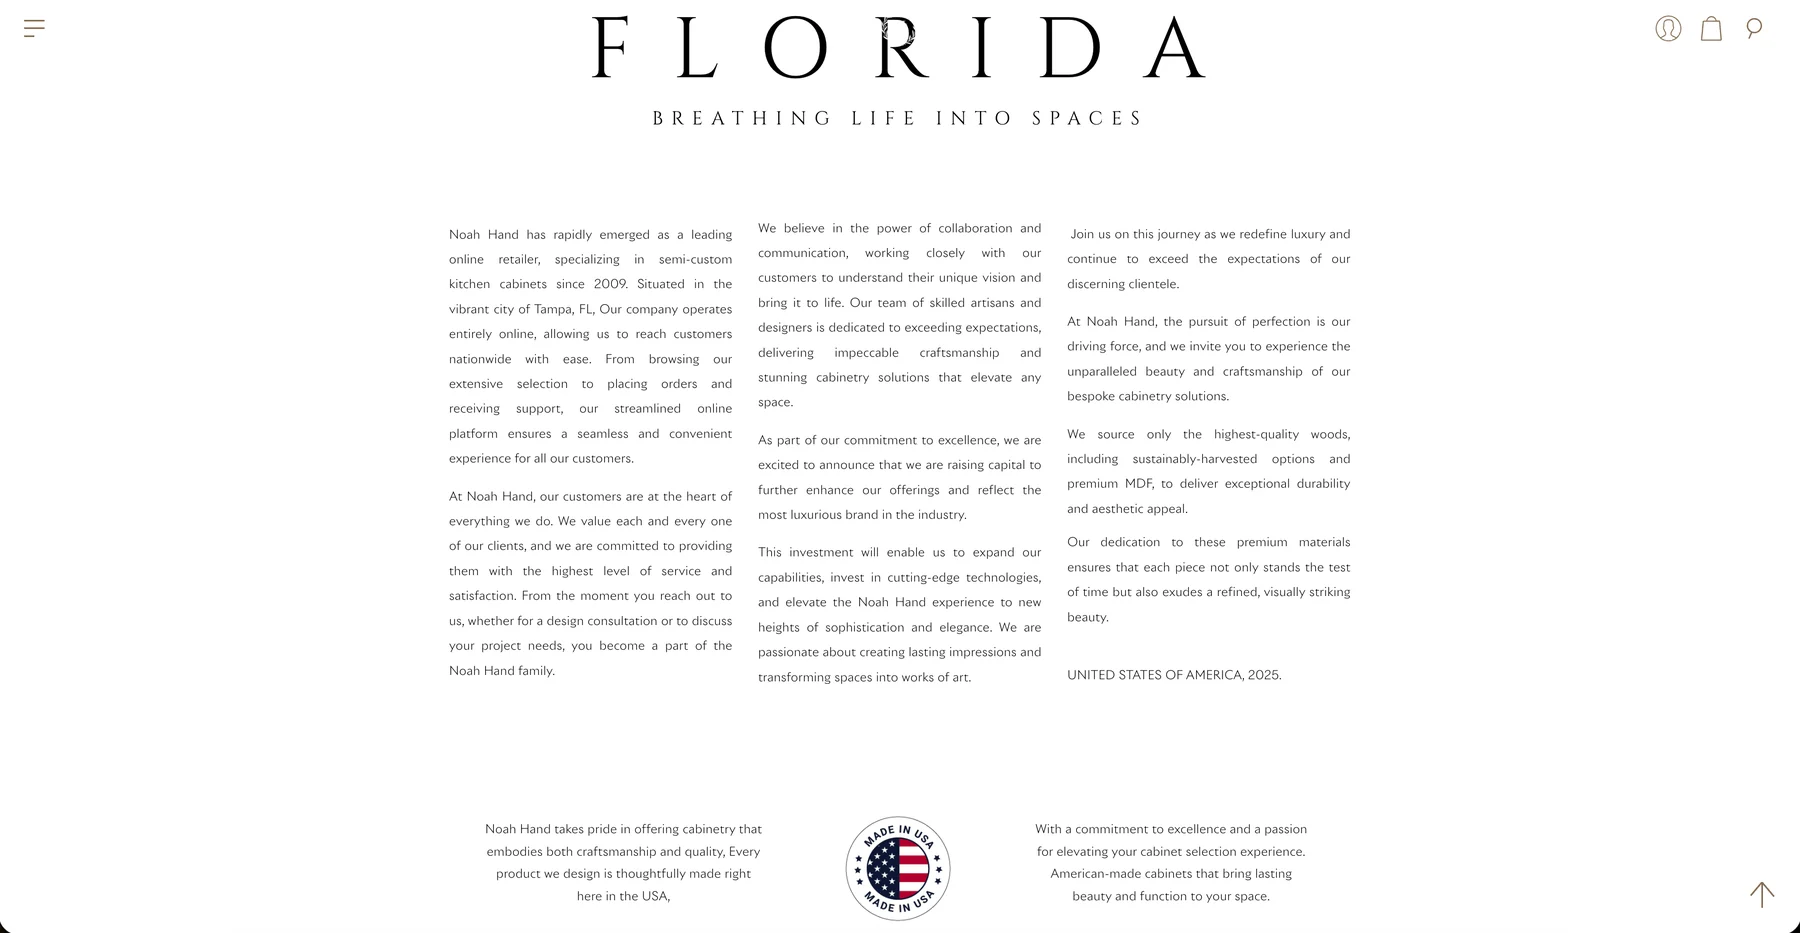 FLORIDA
BREATHING LIFE INTO SPACES
Noah Hand has rapidly emerged as a leading
online retailer, specializing in semi-custom
kitchen cabinets since 2009. Situated in the
vibrant city of Tampa, FL, Our company operates
entirely online, allowing us to reach customers
nationwide with ease. From browsing our
extensive selection to placing orders and
receiving support, our streamlined online
platform ensures a seamless and convenient
experience for all our customers.
At Noah Hand, our customers are at the heart of
everything we do. We value each and every one
of our clients, and we are committed to providing
them with the highest level of service and
satisfaction. From the moment you reach out to
us, whether for a design consultation or to discuss
your project needs, you become a part of the
Noah Hand family.
We believe in the power of collaboration and
communication, working closely with our
customers to understand their unique vision and
bring it to life. Our team of skilled artisans and
designers is dedicated to exceeding expectations,
delivering impeccable craftsmanship and
stunning cabinetry solutions that elevate any
space.
As part of our commitment to excellence, we are
excited to announce that we are raising capital to
further enhance our offerings and reflect the
most luxurious brand in the industry.
This investment will enable us to expand our
capabilities, invest in cutting-edge technologies,
and elevate the Noah Hand experience to new
heights of sophistication and elegance. We are
passionate about creating lasting impressions and
transforming spaces into works of art.
Join us on this journey as we redefine luxury and
continue to exceed the expectations of our
discerning clientele.
At Noah Hand, the pursuit of perfection is our
driving force, and we invite you to experience the
unparalleled beauty and craftsmanship of our
bespoke cabinetry solutions.
We source only the highest-quality woods,
including sustainably-harvested options and
premium MDF, to deliver exceptional durability
and aesthetic appeal.
Our dedication to these premium materials
ensures that each piece not only stands the test
of time but also exudes a refined, visually striking
beauty.
UNITED STATES OF AMERICA, 2025.
Noah Hand takes pride in offering cabinetry that
embodies both craftsmanship and quality, Every
product we design is thoughtfully made right
here in the USA,
MADE IN USA
MADE IN USA
With a commitment to excellence and a passion
for elevating your cabinet selection experience.
American-made cabinets that bring lasting
beauty and function to your space.